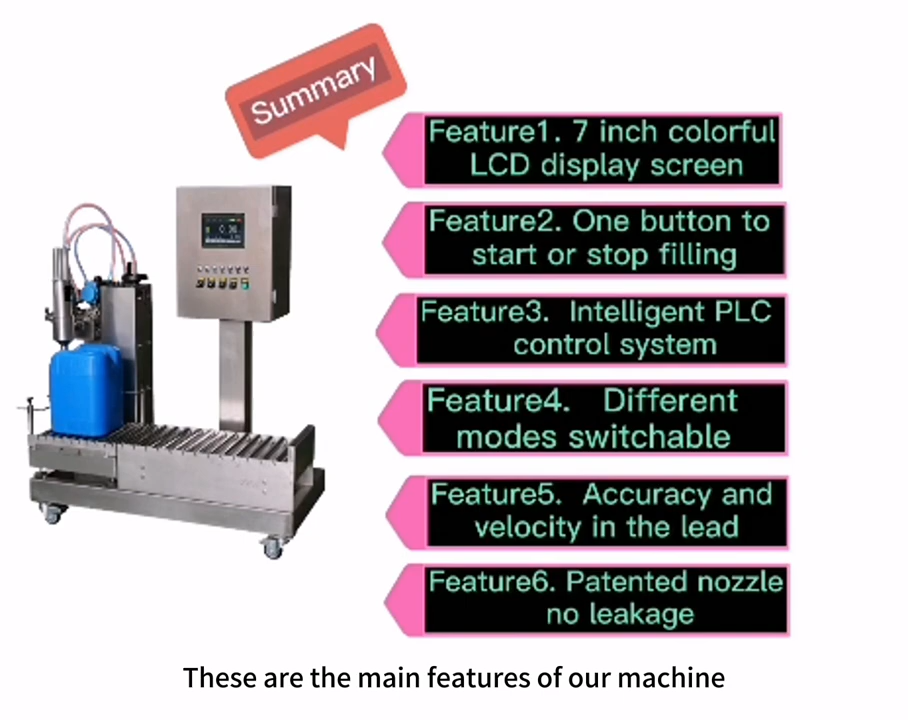 Summary
Feature1. 7 inch colorful
LCD display screen
Feature2. One button to
start or stop filling
Feature3. Intelligent PLC
control system
Feature4. Different
modes switchable
Feature5. Accuracy and
velocity in the lead
Feature6. Patented nozzle
no leakage
These are the main features of our machine